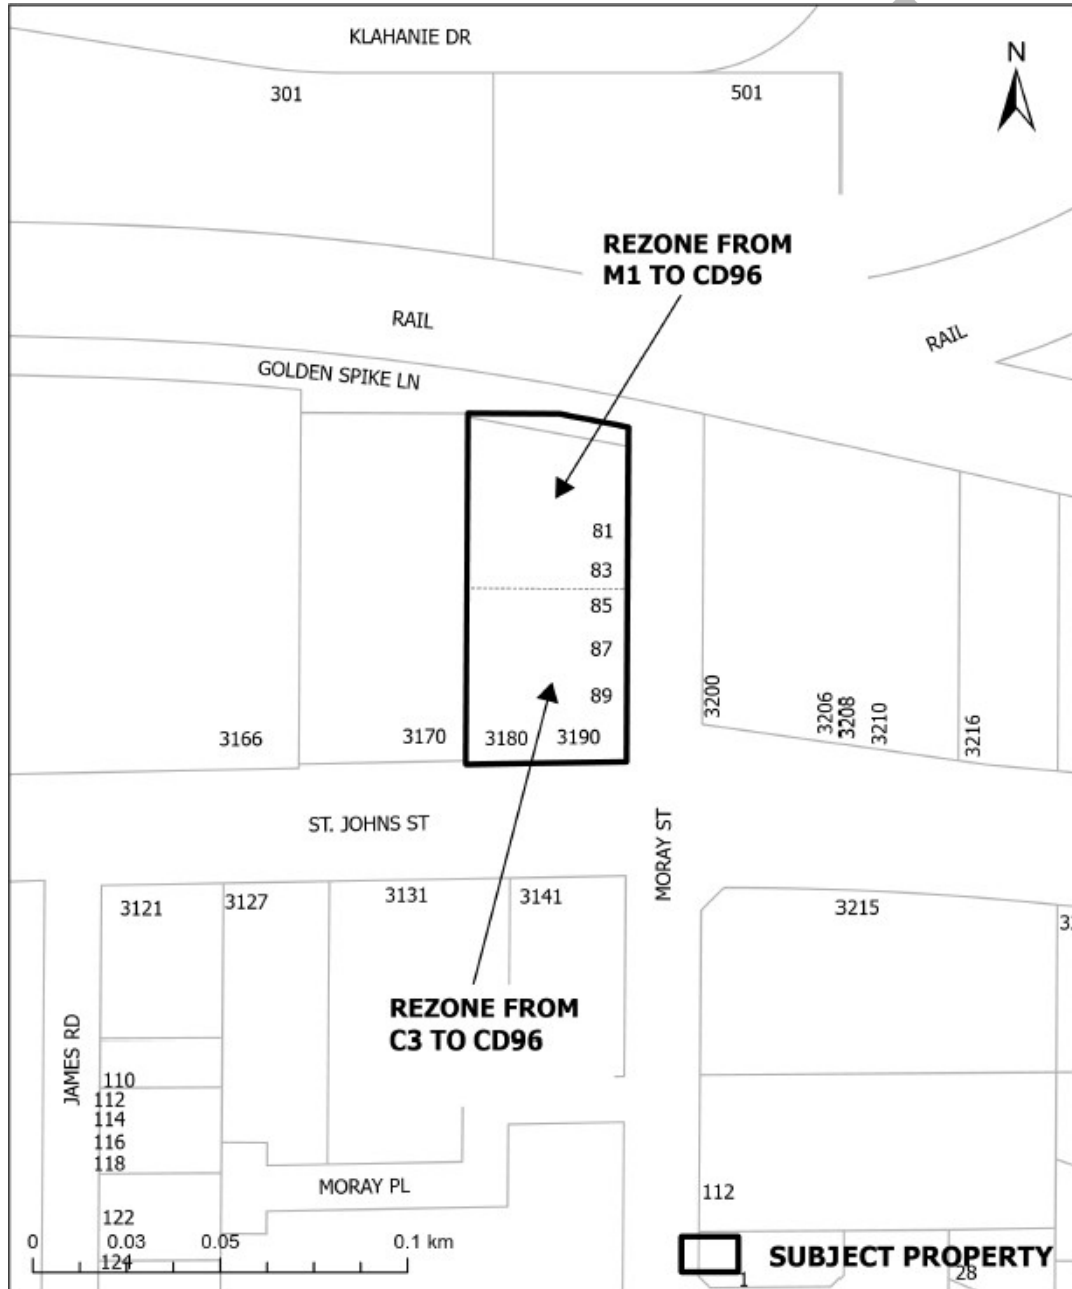 KLAHANIE DR
N
301
501
REZONE FROM
M1 TO CD96
RAIL
RAIL
GOLDEN SPIKE LN
81
83
85
87
89
3200
3206
3208
3210
3216
3166
3170
3180
3190
ST. JOHNS ST
MORAY ST
3121
3127
3131
3141
3215
REZONE FROM
C3 TO CD96
JAMES RD
110
112
114
116
118
MORAY PL
112
122
0
0.03
0.05
0.1 km
124
SUBJECT PROPERTY
1
28